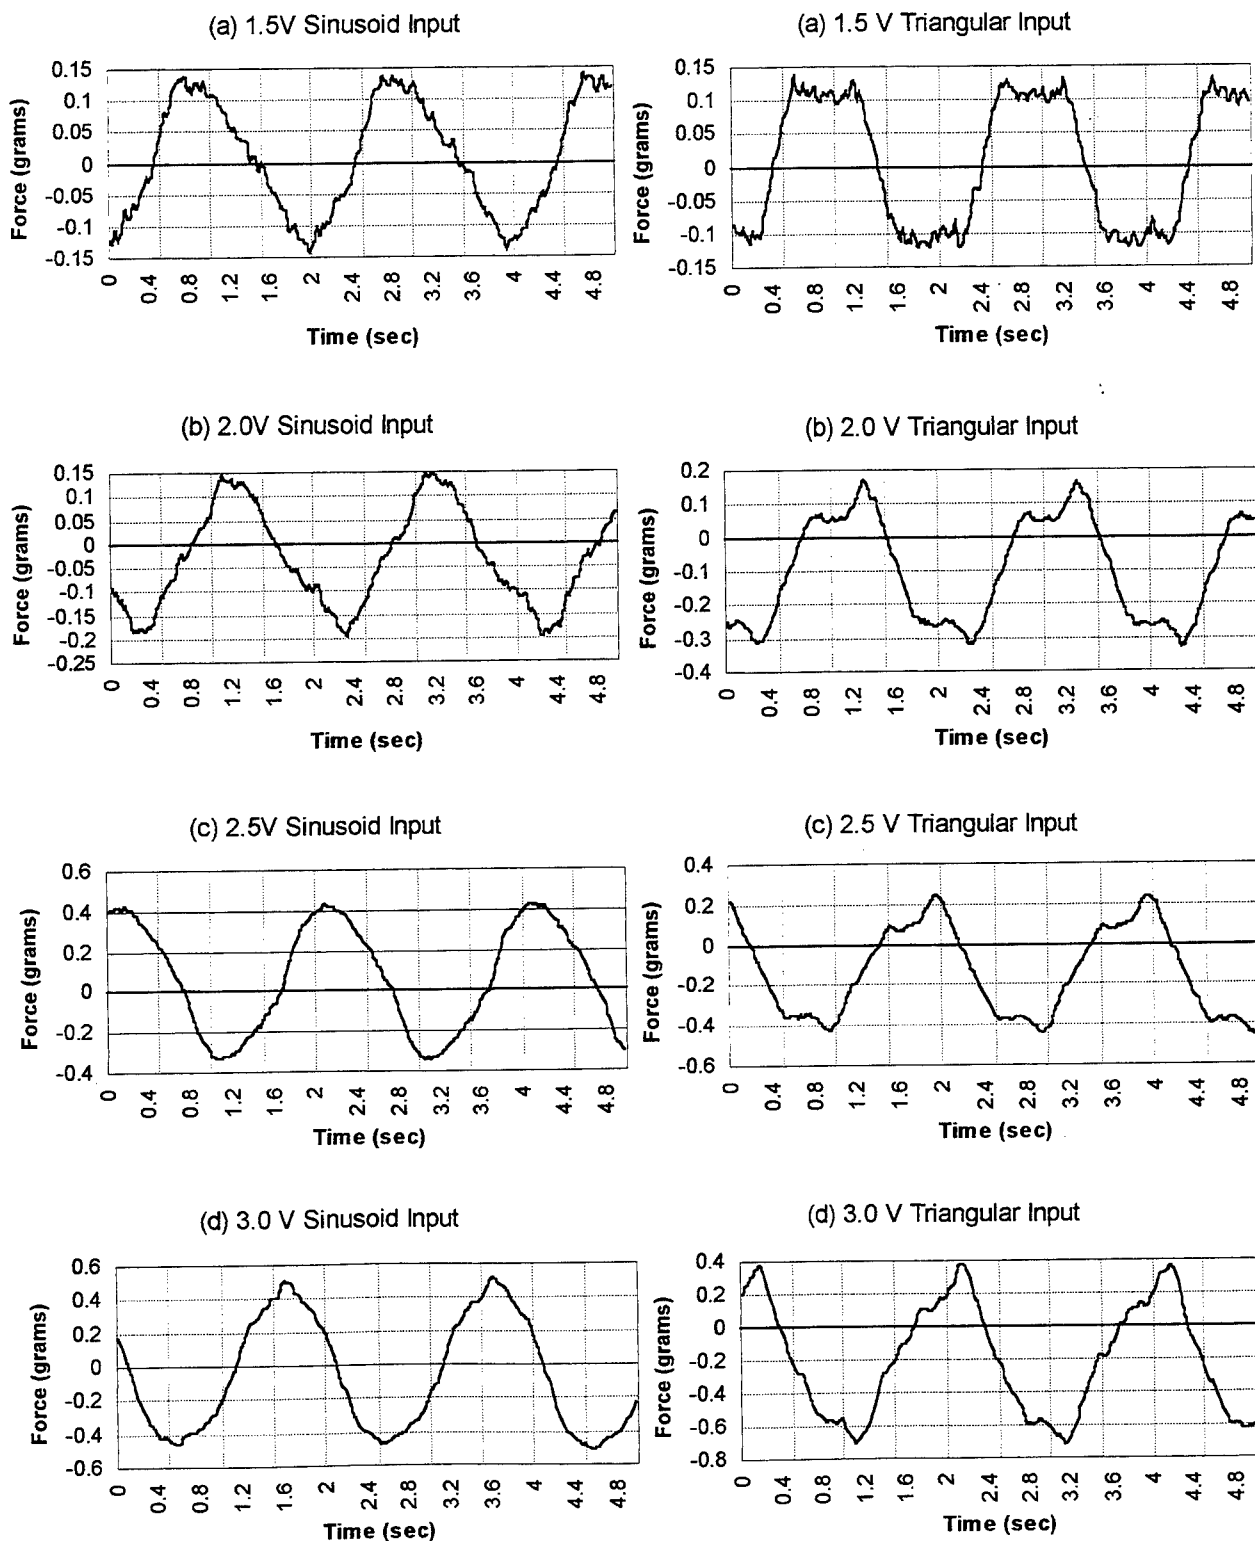 (a) 1.5V Sinusoid Input
0.15
0.1
0.05
0
-0.05
-0.1
-0.15
Force (grams)
0 0.4 0.8 1.2 1.6 2 2.4 2.8 3.2 3.6 4 4.4 4.8
Time (sec)
(a) 1.5 V Triangular Input
0.15
0.1
0.05
0
-0.05
-0.1
-0.15
Force (grams)
0 0.4 0.8 1.2 1.6 2 2.4 2.8 3.2 3.6 4 4.4 4.8
Time (sec)
(b) 2.0V Sinusoid Input
0.15
0.1
0.05
0
-0.05
-0.1
-0.15
-0.2
-0.25
Force (grams)
0 0.4 0.8 1.2 1.6 2 2.4 2.8 3.2 3.6 4 4.4 4.8
Time (sec)
(b) 2.0 V Triangular Input
0.2
0.1
0
-0.1
-0.2
-0.3
-0.4
Force (grams)
0 0.4 0.8 1.2 1.6 2 2.4 2.8 3.2 3.6 4 4.4 4.8
Time (sec)
(c) 2.5V Sinusoid Input
0.6
0.4
0.2
0
-0.2
-0.4
Force (grams)
0 0.4 0.8 1.2 1.6 2 2.4 2.8 3.2 3.6 4 4.4 4.8
Time (sec)
(c) 2.5 V Triangular Input
0.4
0.2
0
-0.2
-0.4
-0.6
Force (grams)
0 0.4 0.8 1.2 1.6 2 2.4 2.8 3.2 3.6 4 4.4 4.8
Time (sec)
(d) 3.0 V Sinusoid Input
0.6
0.4
0.2
0
-0.2
-0.4
-0.6
Force (grams)
0 0.4 0.8 1.2 1.6 2 2.4 2.8 3.2 3.6 4 4.4 4.8
Time (sec)
(d) 3.0 V Triangular Input
0.4
0.2
0
-0.2
-0.4
-0.6
-0.8
Force (grams)
0 0.4 0.8 1.2 1.6 2 2.4 2.8 3.2 3.6 4 4.4 4.8
Time (sec)